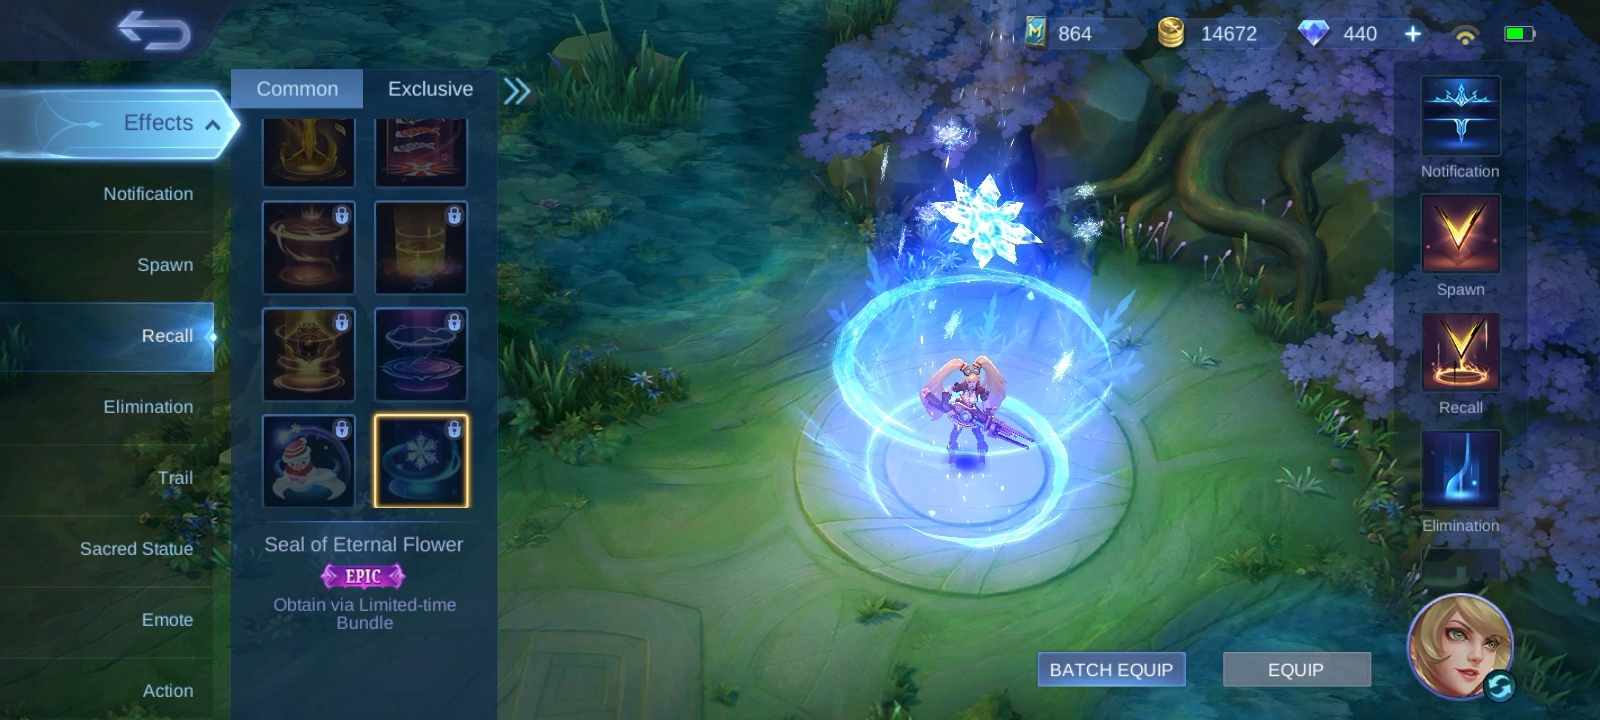 864
14672
440
Common
Exclusive
Effects
Notification
Spawn
Recall
Elimination
Trail
Sacred Statue
Emote
Action
Seal of Eternal Flower
EPIC
Obtain via Limited-time
Bundle
Notification
Spawn
Recall
Elimination
BATCH EQUIP
EQUIP